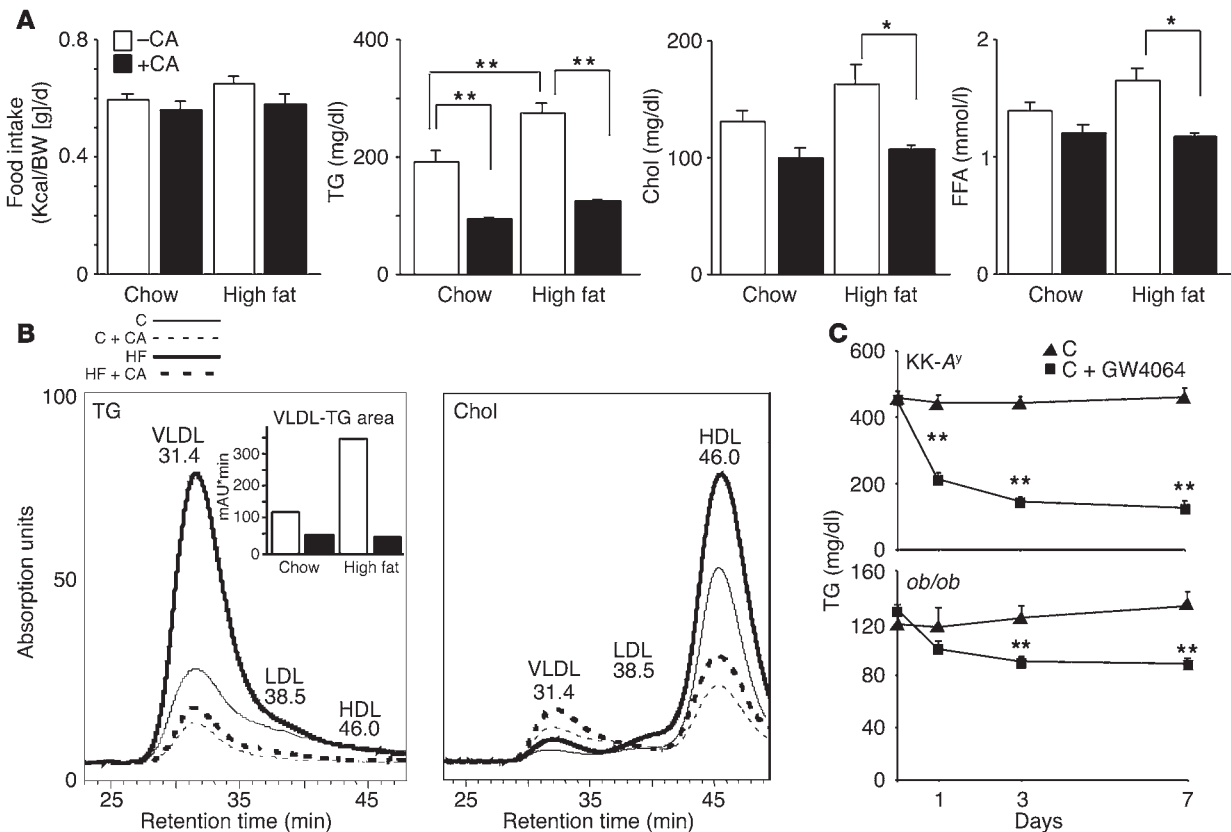 A
–CA
+CA
Food intake
(Kcal/BW [g]/d)
0.8
0.4
0
Chow High fat
TG (mg/dl)
400
200
0
**
**
**
Chow High fat
Chol (mg/dl)
200
100
0
*
Chow High fat
FFA (mmol/l)
2
1
0
*
Chow High fat
B
C
C + CA
HF
HF + CA
Absorption units
100
50
0
TG
VLDL
31.4
LDL
38.5
HDL
46.0
VLDL-TG area
mAU*min
300
200
100
0
Chow High fat
25 35 45
Retention time (min)
Chol
VLDL
31.4
LDL
38.5
HDL
46.0
25 35 45
Retention time (min)
C
TG (mg/dl)
600
400
200
0
KK-Aʸ
C
C + GW4064
**
**
**
160
120
80
40
0
ob/ob
**
**
1 3 7
Days